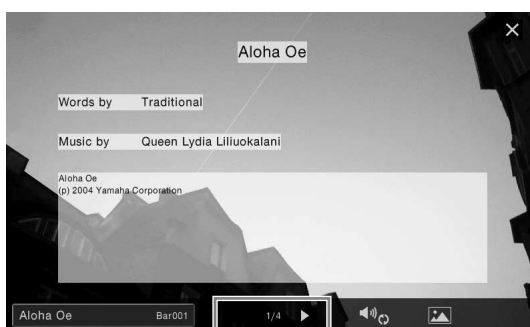 Aloha Oe
Words by Traditional
Music by Queen Lydia Liliuokalani
Aloha Oe
(p) 2004 Yamaha Corporation
Aloha Oe Bar001 1/4